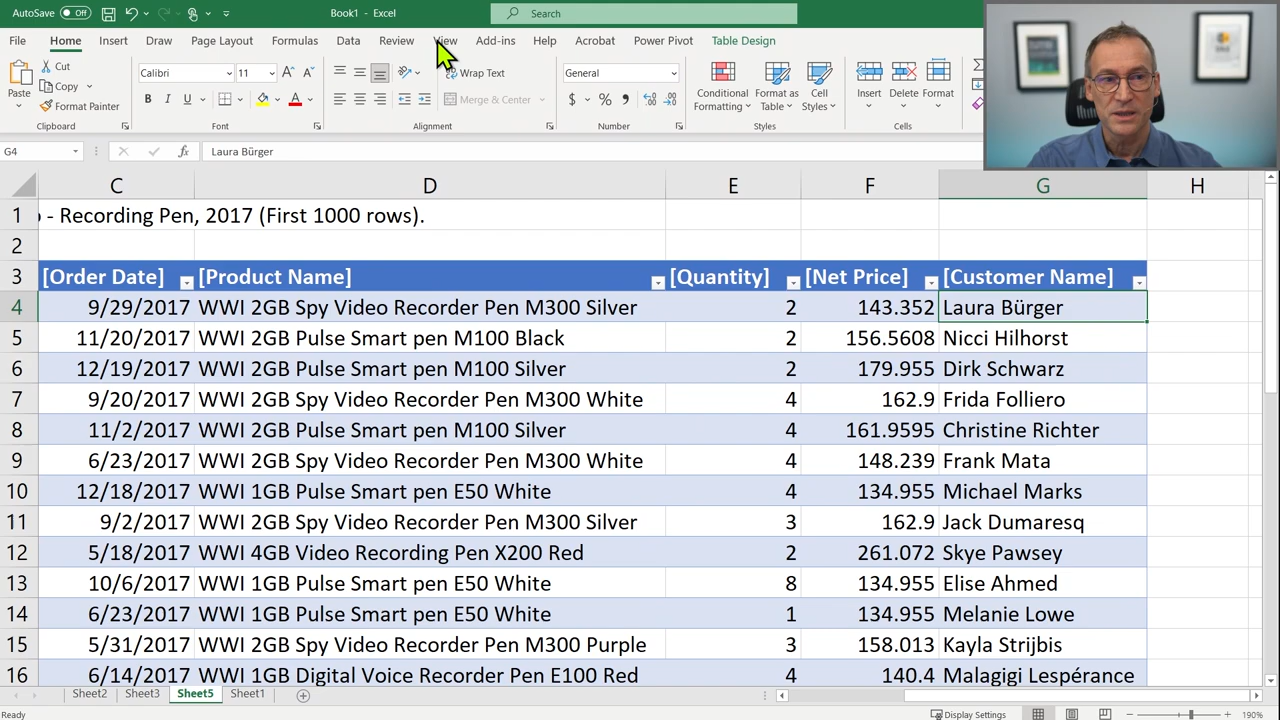 AutoSave Off Book1 - Excel Search
File Home Insert Draw Page Layout Formulas Data Review View Add-ins Help Acrobat Power Pivot Table Design
Paste Cut Copy Format Painter
Clipboard
Calibri 11
B I U A
Font
Wrap Text
Merge & Center
Alignment
General
$ % ,
Number
Conditional Formatting Format as Table Cell Styles
Styles
Insert Delete Format
Cells
G4 fx Laura Bürger
C D E F G H
1 - Recording Pen, 2017 (First 1000 rows).
2
3 [Order Date] [Product Name] [Quantity] [Net Price] [Customer Name]
4 9/29/2017 WWI 2GB Spy Video Recorder Pen M300 Silver 2 143.352 Laura Bürger
5 11/20/2017 WWI 2GB Pulse Smart pen M100 Black 2 156.5608 Nicci Hilhorst
6 12/19/2017 WWI 2GB Pulse Smart pen M100 Silver 2 179.955 Dirk Schwarz
7 9/20/2017 WWI 2GB Spy Video Recorder Pen M300 White 4 162.9 Frida Folliero
8 11/2/2017 WWI 2GB Pulse Smart pen M100 Silver 4 161.9595 Christine Richter
9 6/23/2017 WWI 2GB Spy Video Recorder Pen M300 White 4 148.239 Frank Mata
10 12/18/2017 WWI 1GB Pulse Smart pen E50 White 4 134.955 Michael Marks
11 9/2/2017 WWI 2GB Spy Video Recorder Pen M300 Silver 3 162.9 Jack Dumaresq
12 5/18/2017 WWI 4GB Video Recording Pen X200 Red 2 261.072 Skye Pawsey
13 10/6/2017 WWI 1GB Pulse Smart pen E50 White 8 134.955 Elise Ahmed
14 6/23/2017 WWI 1GB Pulse Smart pen E50 White 1 134.955 Melanie Lowe
15 5/31/2017 WWI 2GB Spy Video Recorder Pen M300 Purple 3 158.013 Kayla Strijbis
16 6/14/2017 WWI 1GB Digital Voice Recorder Pen E100 Red 4 140.4 Malagigi Lespérance
Sheet2 Sheet3 Sheet5 Sheet1
Ready Display Settings 190%